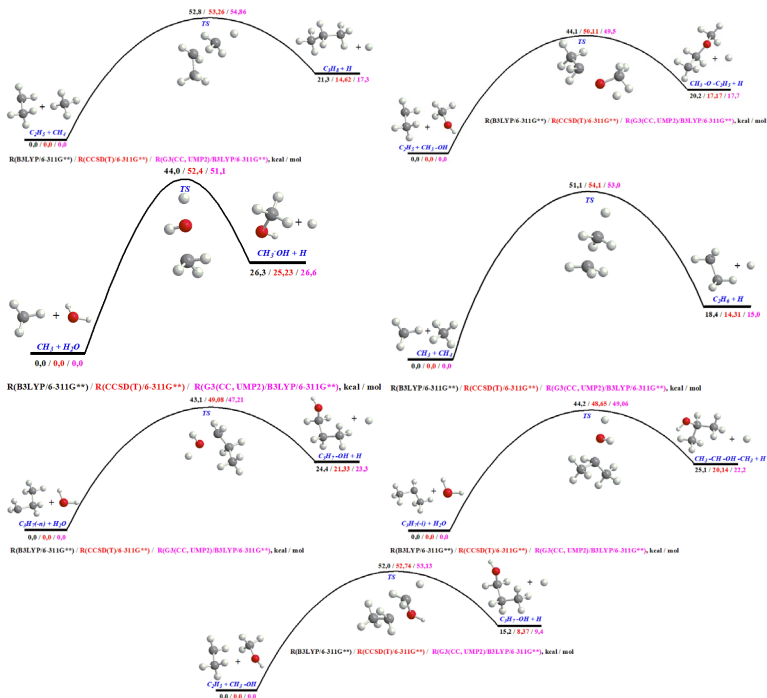 52,8 / 53,26 / 54,86
TS
C3H8 + H
21,3 / 14,62 / 17,3
C2H5 + CH4
0,0 / 0,0 / 0,0
R(B3LYP/6-311G**) / R(CCSD(T)/6-311G**) / R(G3(CC, UMP2)/B3LYP/6-311G**), kcal / mol
44,1 / 50,11 / 49,5
TS
CH3 -O -C2H5 + H
20,2 / 17,17 / 17,7
R(B3LYP/6-311G**) / R(CCSD(T)/6-311G**) / R(G3(CC, UMP2)/B3LYP/6-311G**), kcal / mol
C2H5 + CH3 -OH
0,0 / 0,0 / 0,0
44,0 / 52,4 / 51,1
TS
CH3-OH + H
26,3 / 25,23 / 26,6
CH3 + H2O
0,0 / 0,0 / 0,0
R(B3LYP/6-311G**) / R(CCSD(T)/6-311G**) / R(G3(CC, UMP2)/B3LYP/6-311G**), kcal / mol
51,1 / 54,1 / 53,0
TS
C2H6 + H
18,4 / 14,31 / 15,0
0,0 / 0,0 / 0,0
R(B3LYP/6-311G**) / R(CCSD(T)/6-311G**) / R(G3(CC, UMP2)/B3LYP/6-311G**), kcal / mol
43,1 / 49,08 / 47,21
TS
C3H7 -OH + H
24,4 / 21,33 / 23,3
C3H7(-n) + H2O
0,0 / 0,0 / 0,0
R(B3LYP/6-311G**) / R(CCSD(T)/6-311G**) / R(G3(CC, UMP2)/B3LYP/6-311G**), kcal / mol
44,2 / 48,65 / 49,06
TS
CH3 -CH -OH -CH3 + H
25,1 / 20,14 / 22,2
C3H7(-i) + H2O
0,0 / 0,0 / 0,0
R(B3LYP/6-311G**) / R(CCSD(T)/6-311G**) / R(G3(CC, UMP2)/B3LYP/6-311G**), kcal / mol
52,0 / 52,74 / 53,13
TS
C3H7 -OH + H
15,2 / 8,37 / 9,4
R(B3LYP/6-311G**) / R(CCSD(T)/6-311G**) / R(G3(CC, UMP2)/B3LYP/6-311G**), kcal / mol
C2H5 + CH3 -OH
0,0 / 0,0 / 0,0